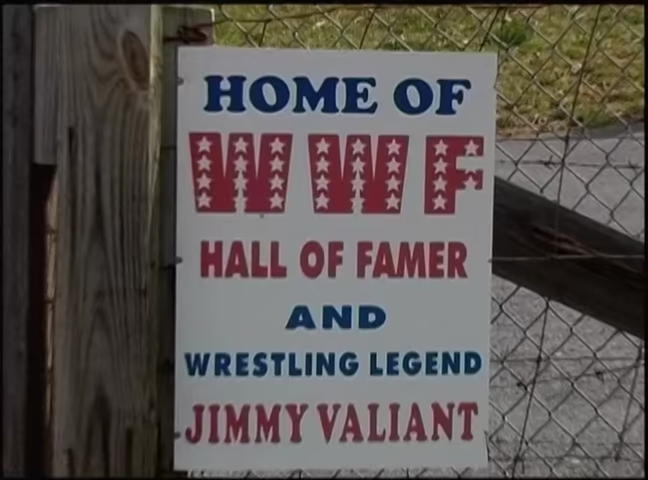 HOME OF
WWF
HALL OF FAMER
AND
WRESTLING LEGEND
JIMMY VALIANT